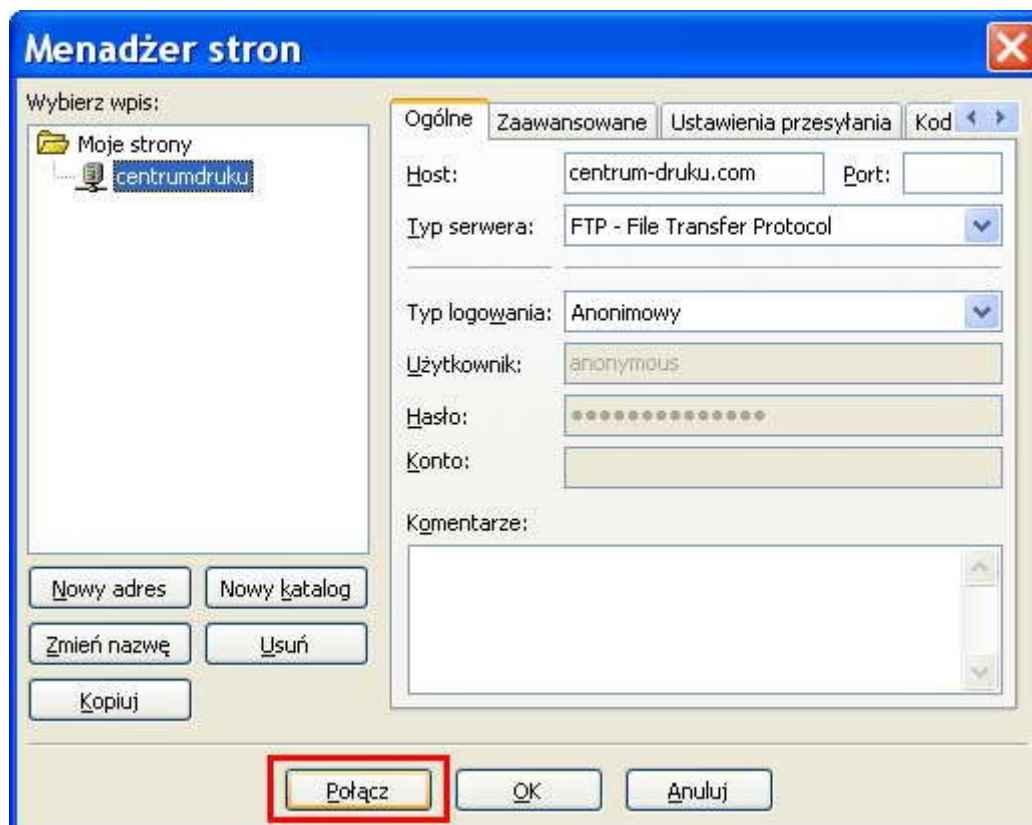 Menadżer stron
Wybierz wpis:
Moje strony
centrumdruku
Nowy adres Nowy katalog
Zmień nazwę Usuń
Kopiuj
Ogólne Zaawansowane Ustawienia przesyłania Kod
Host: centrum-druku.com Port:
Typ serwera: FTP - File Transfer Protocol
Typ logowania: Anonimowy
Użytkownik: anonymous
Hasło: ●●●●●●●●●●●●●●
Konto:
Komentarze:
Połącz OK Anuluj